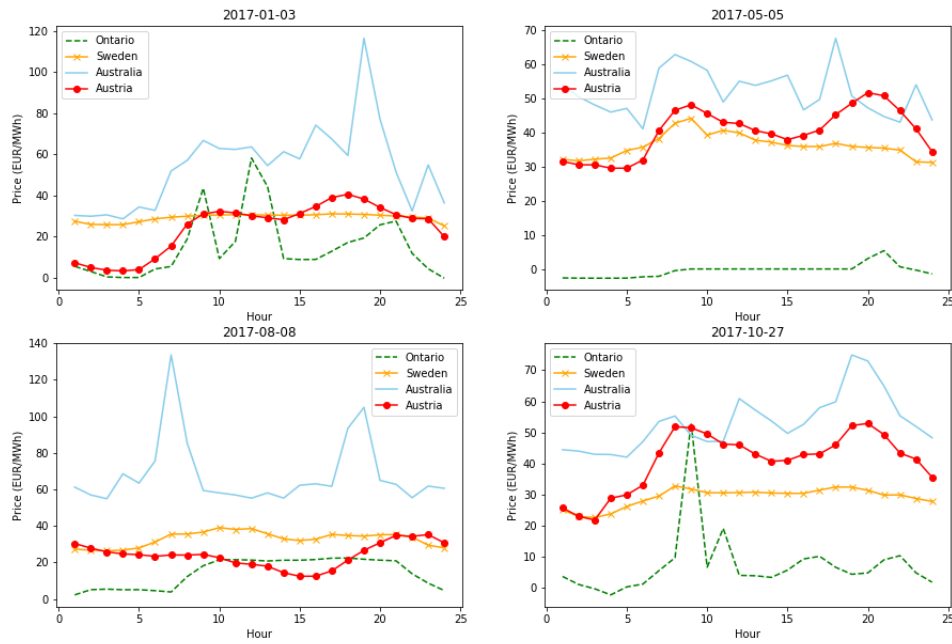 2017-01-03
Price (EUR/MWh)
120
100
80
60
40
20
0
Ontario
Sweden
Australia
Austria
0 5 10 15 20 25
Hour
2017-05-05
Price (EUR/MWh)
70
60
50
40
30
20
10
0
Ontario
Sweden
Australia
Austria
0 5 10 15 20 25
Hour
2017-08-08
Price (EUR/MWh)
140
120
100
80
60
40
20
0
Ontario
Sweden
Australia
Austria
0 5 10 15 20 25
Hour
2017-10-27
Price (EUR/MWh)
70
60
50
40
30
20
10
0
Ontario
Sweden
Australia
Austria
0 5 10 15 20 25
Hour